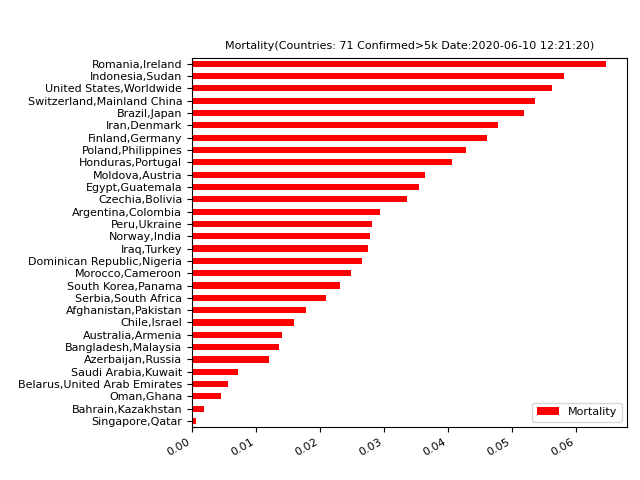 Mortality(Countries: 71 Confirmed>5k Date:2020-06-10 12:21:20)
Romania,Ireland
Indonesia,Sudan
United States,Worldwide
Switzerland,Mainland China
Brazil,Japan
Iran,Denmark
Finland,Germany
Poland,Philippines
Honduras,Portugal
Moldova,Austria
Egypt,Guatemala
Czechia,Bolivia
Argentina,Colombia
Peru,Ukraine
Norway,India
Iraq,Turkey
Dominican Republic,Nigeria
Morocco,Cameroon
South Korea,Panama
Serbia,South Africa
Afghanistan,Pakistan
Chile,Israel
Australia,Armenia
Bangladesh,Malaysia
Azerbaijan,Russia
Saudi Arabia,Kuwait
Belarus,United Arab Emirates
Oman,Ghana
Bahrain,Kazakhstan
Singapore,Qatar
Mortality
0.00 0.01 0.02 0.03 0.04 0.05 0.06